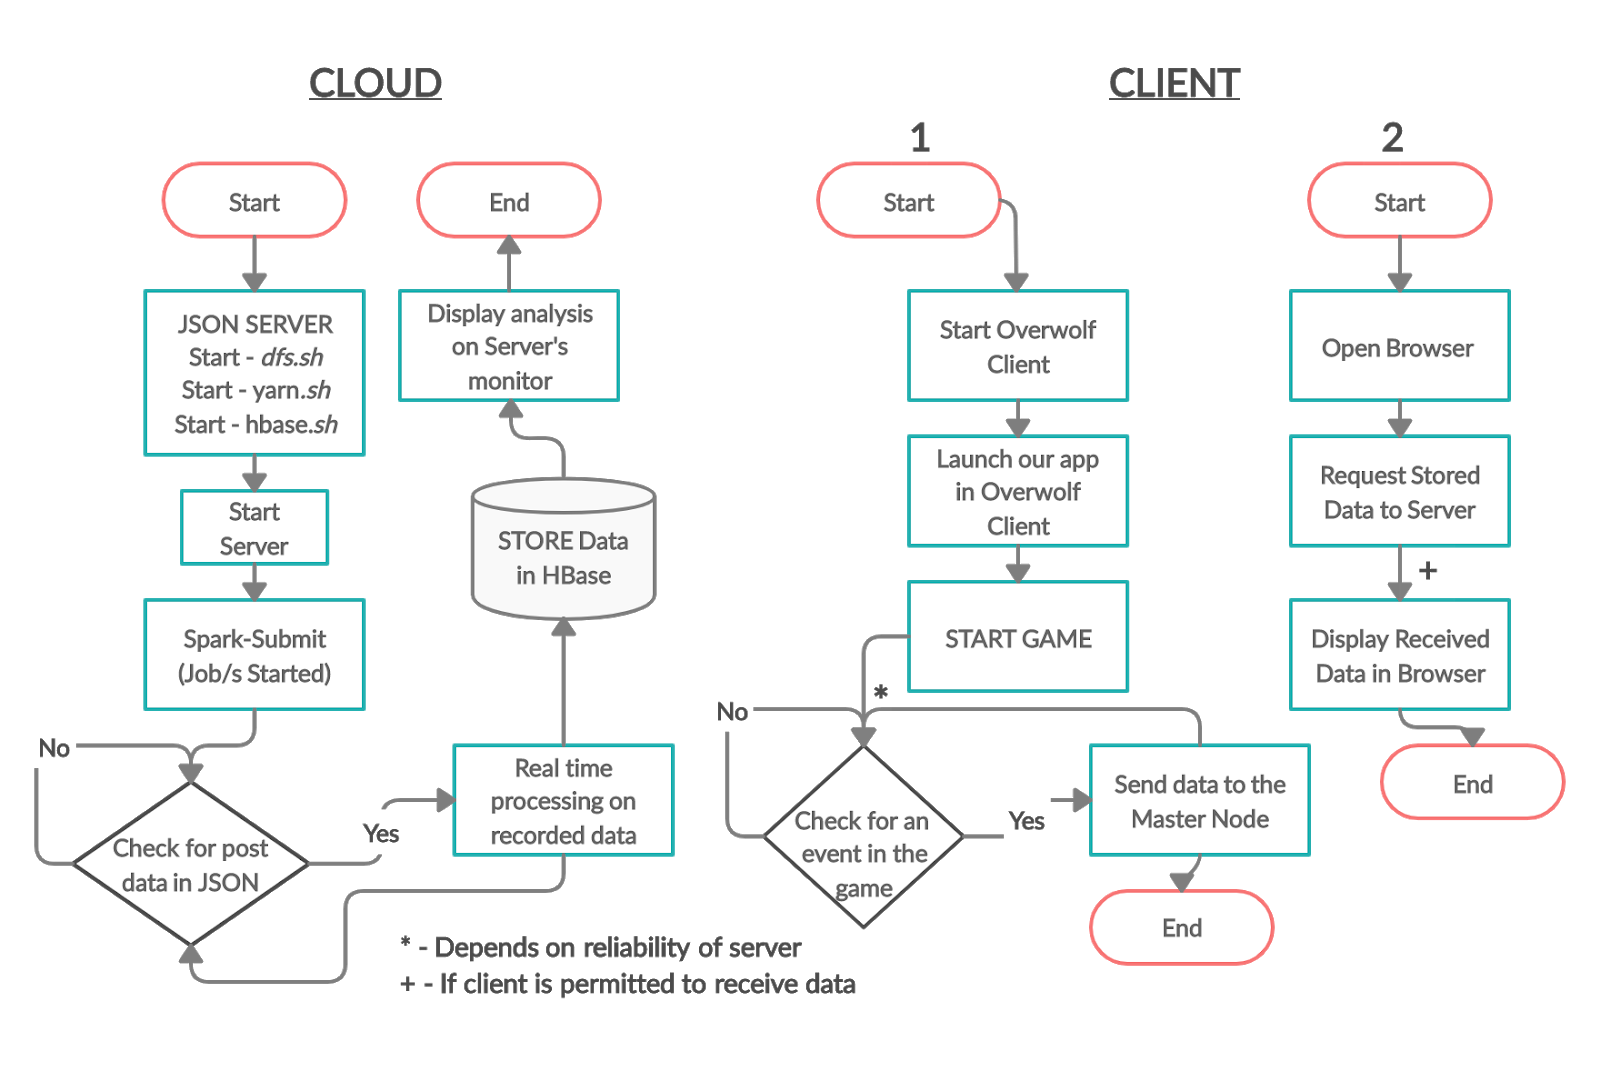 CLOUD
Start
JSON SERVER
Start - dfs.sh
Start - yarn.sh
Start - hbase.sh
Start
Server
Spark-Submit
(Job/s Started)
No
Check for post
data in JSON
Yes
Real time
processing on
recorded data
STORE Data
in HBase
Display analysis
on Server's
monitor
End
CLIENT
1
Start
Start Overwolf
Client
Launch our app
in Overwolf
Client
START GAME
*
No
Check for an
event in the
game
Yes
Send data to the
Master Node
End
2
Start
Open Browser
Request Stored
Data to Server
+
Display Received
Data in Browser
End
* - Depends on reliability of server
+ - If client is permitted to receive data